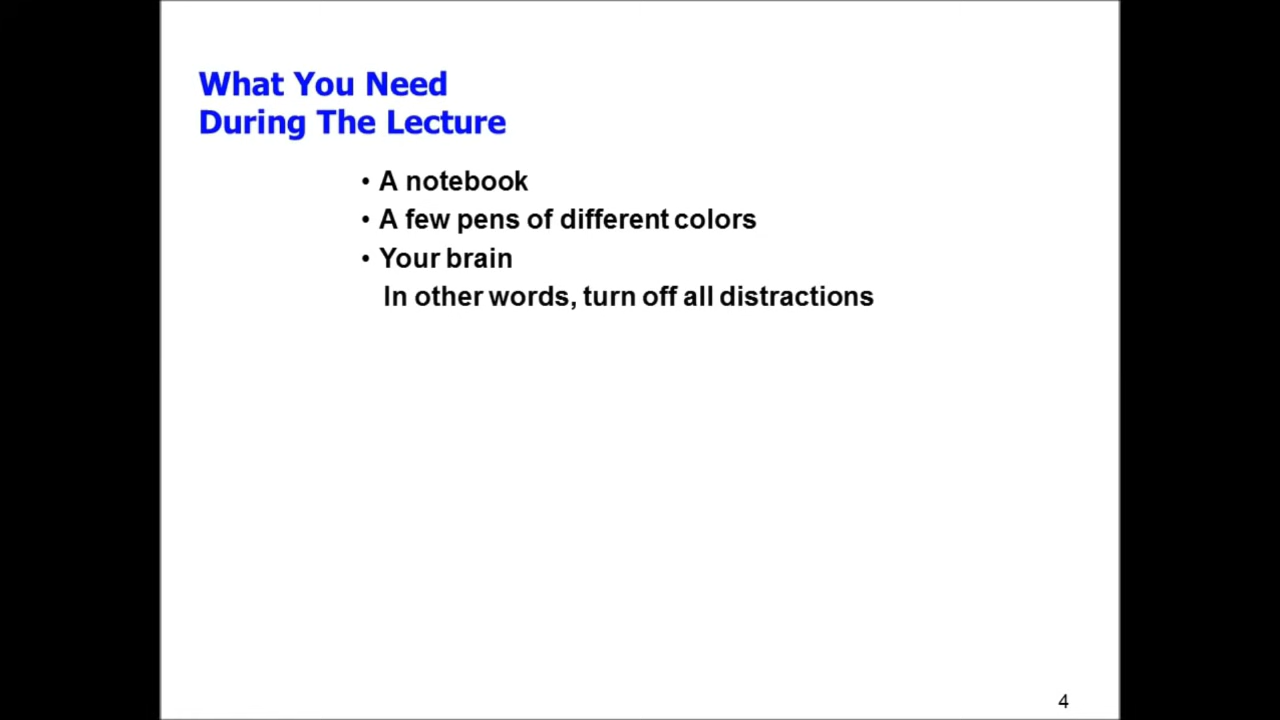 What You Need
During The Lecture
• A notebook
• A few pens of different colors
• Your brain
In other words, turn off all distractions
4